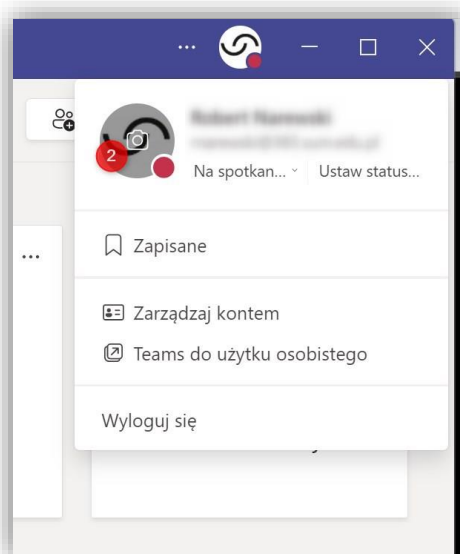 ...
2
Na spotkan... Ustaw status...
...
Zapisane
Zarządzaj kontem
Teams do użytku osobistego
Wyloguj się